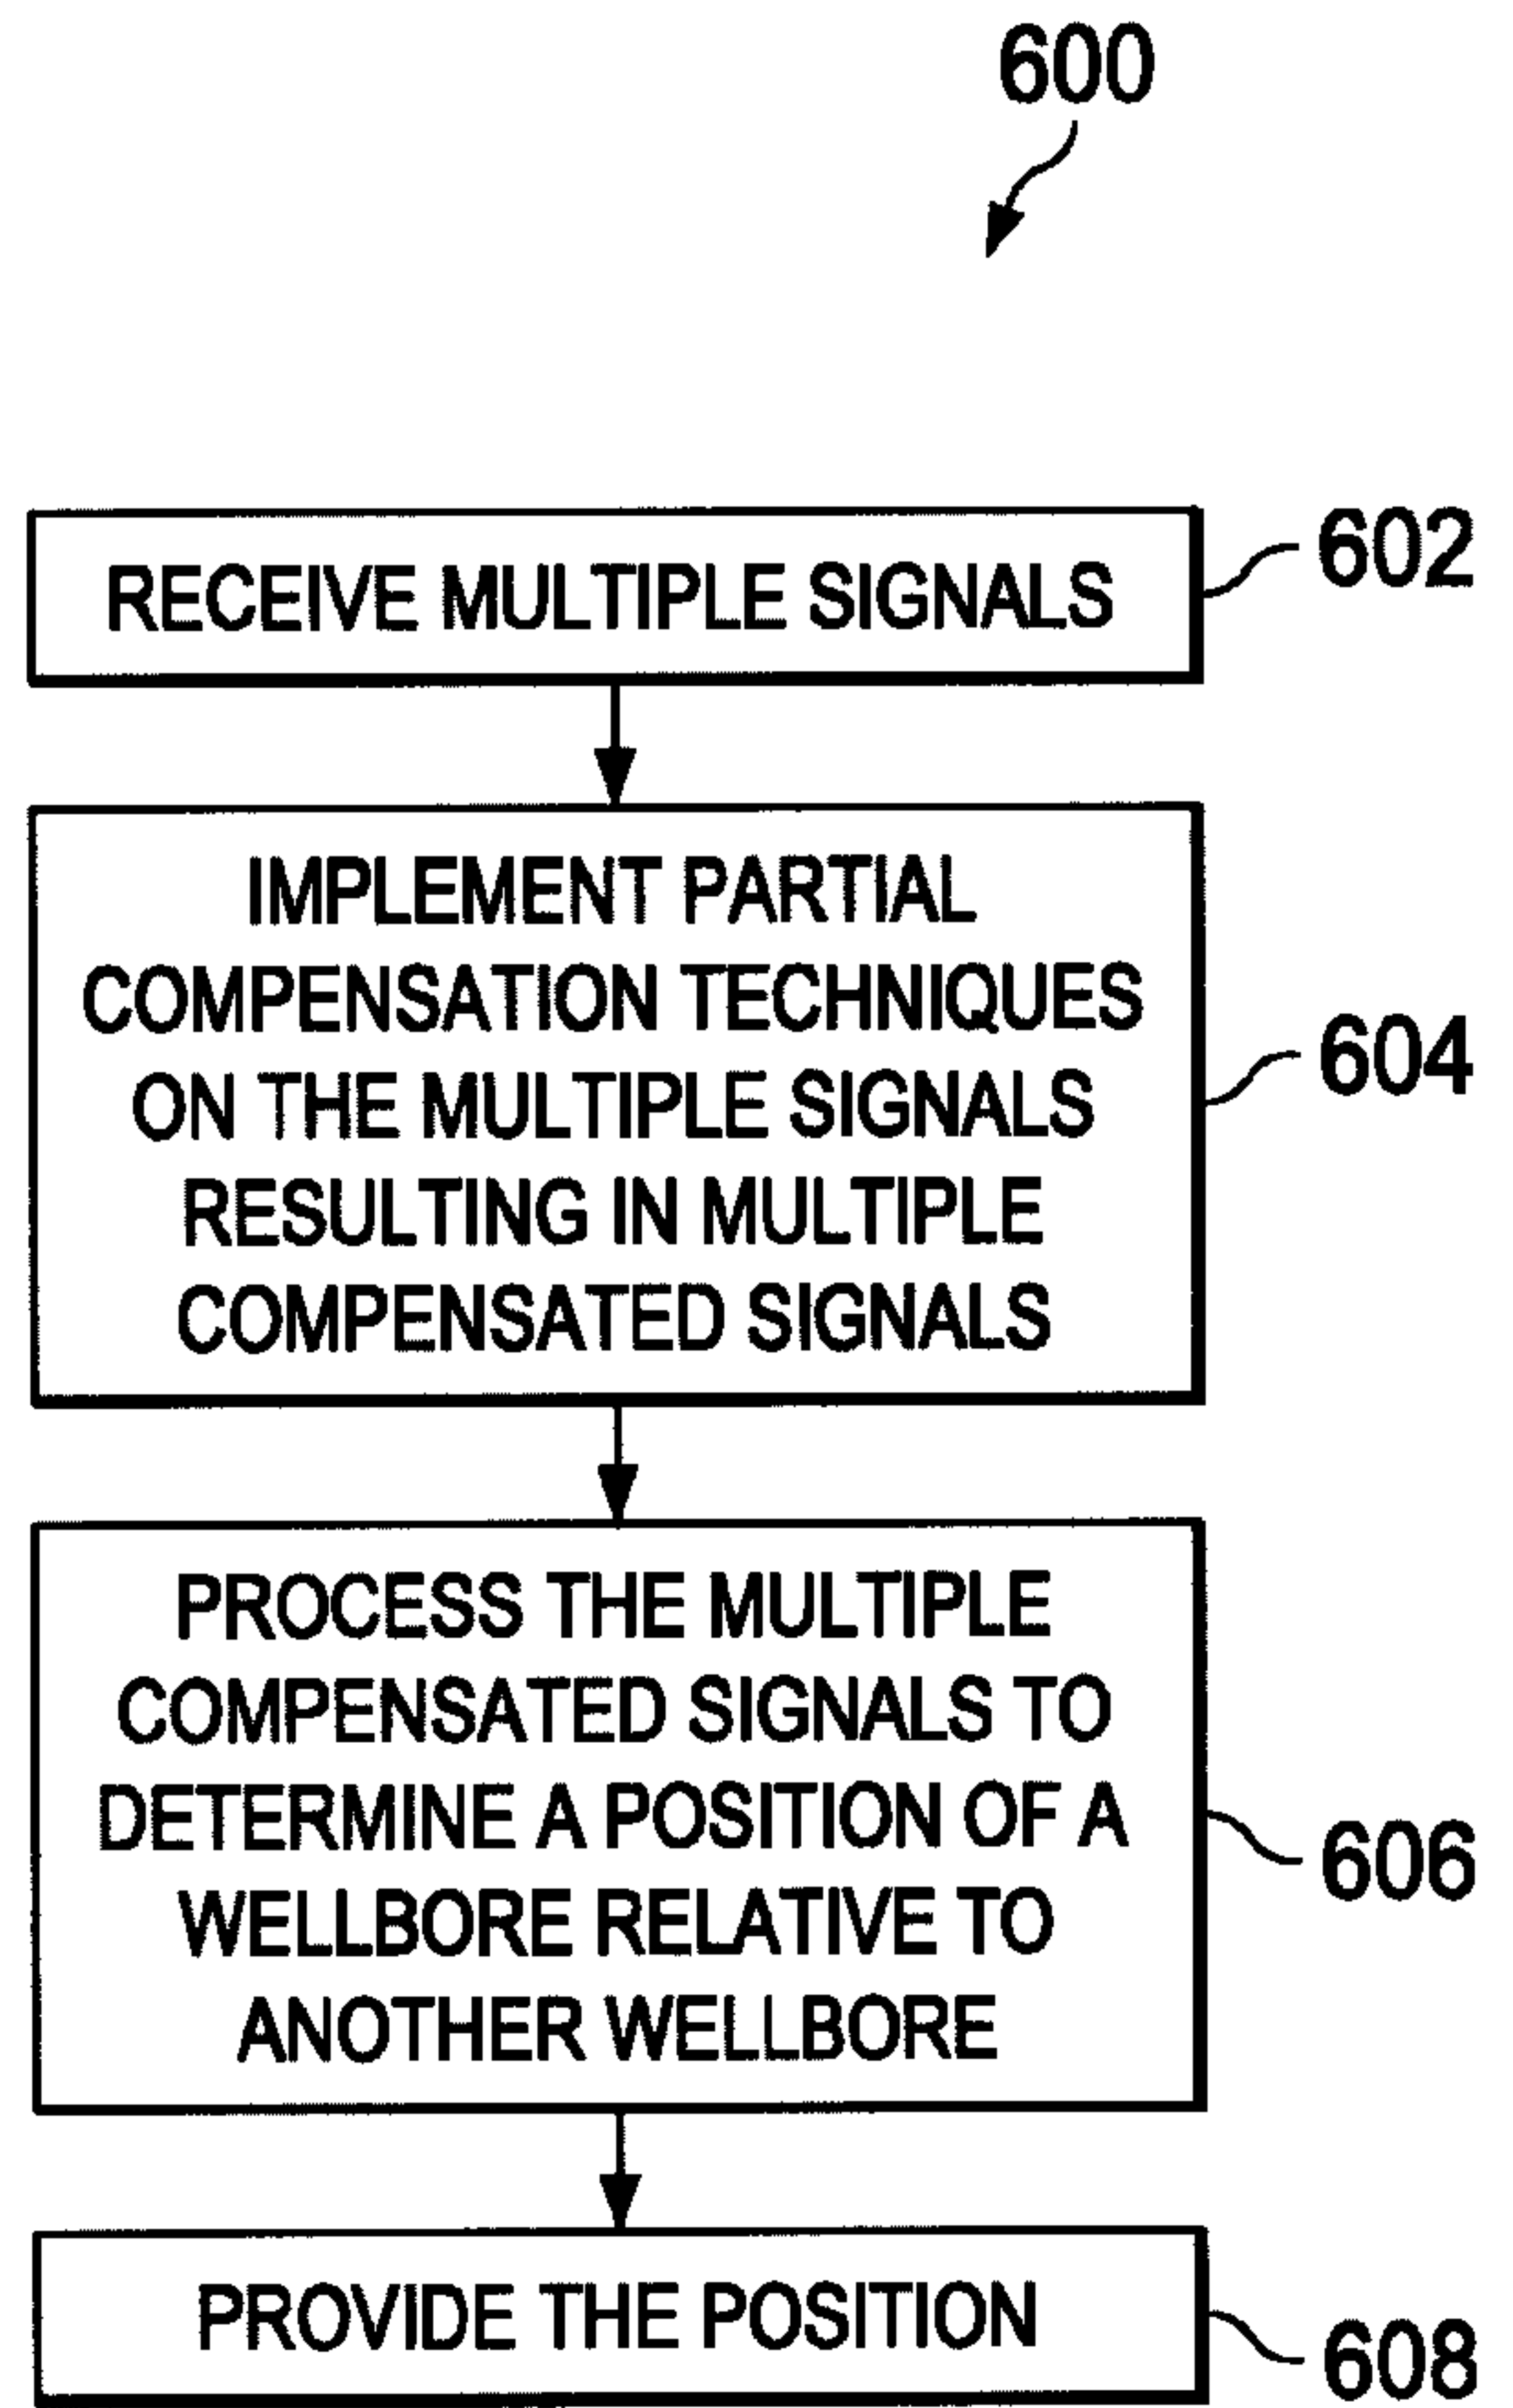 600
RECEIVE MULTIPLE SIGNALS
602
IMPLEMENT PARTIAL
COMPENSATION TECHNIQUES
ON THE MULTIPLE SIGNALS
RESULTING IN MULTIPLE
COMPENSATED SIGNALS
604
PROCESS THE MULTIPLE
COMPENSATED SIGNALS TO
DETERMINE A POSITION OF A
WELLBORE RELATIVE TO
ANOTHER WELLBORE
606
PROVIDE THE POSITION
608